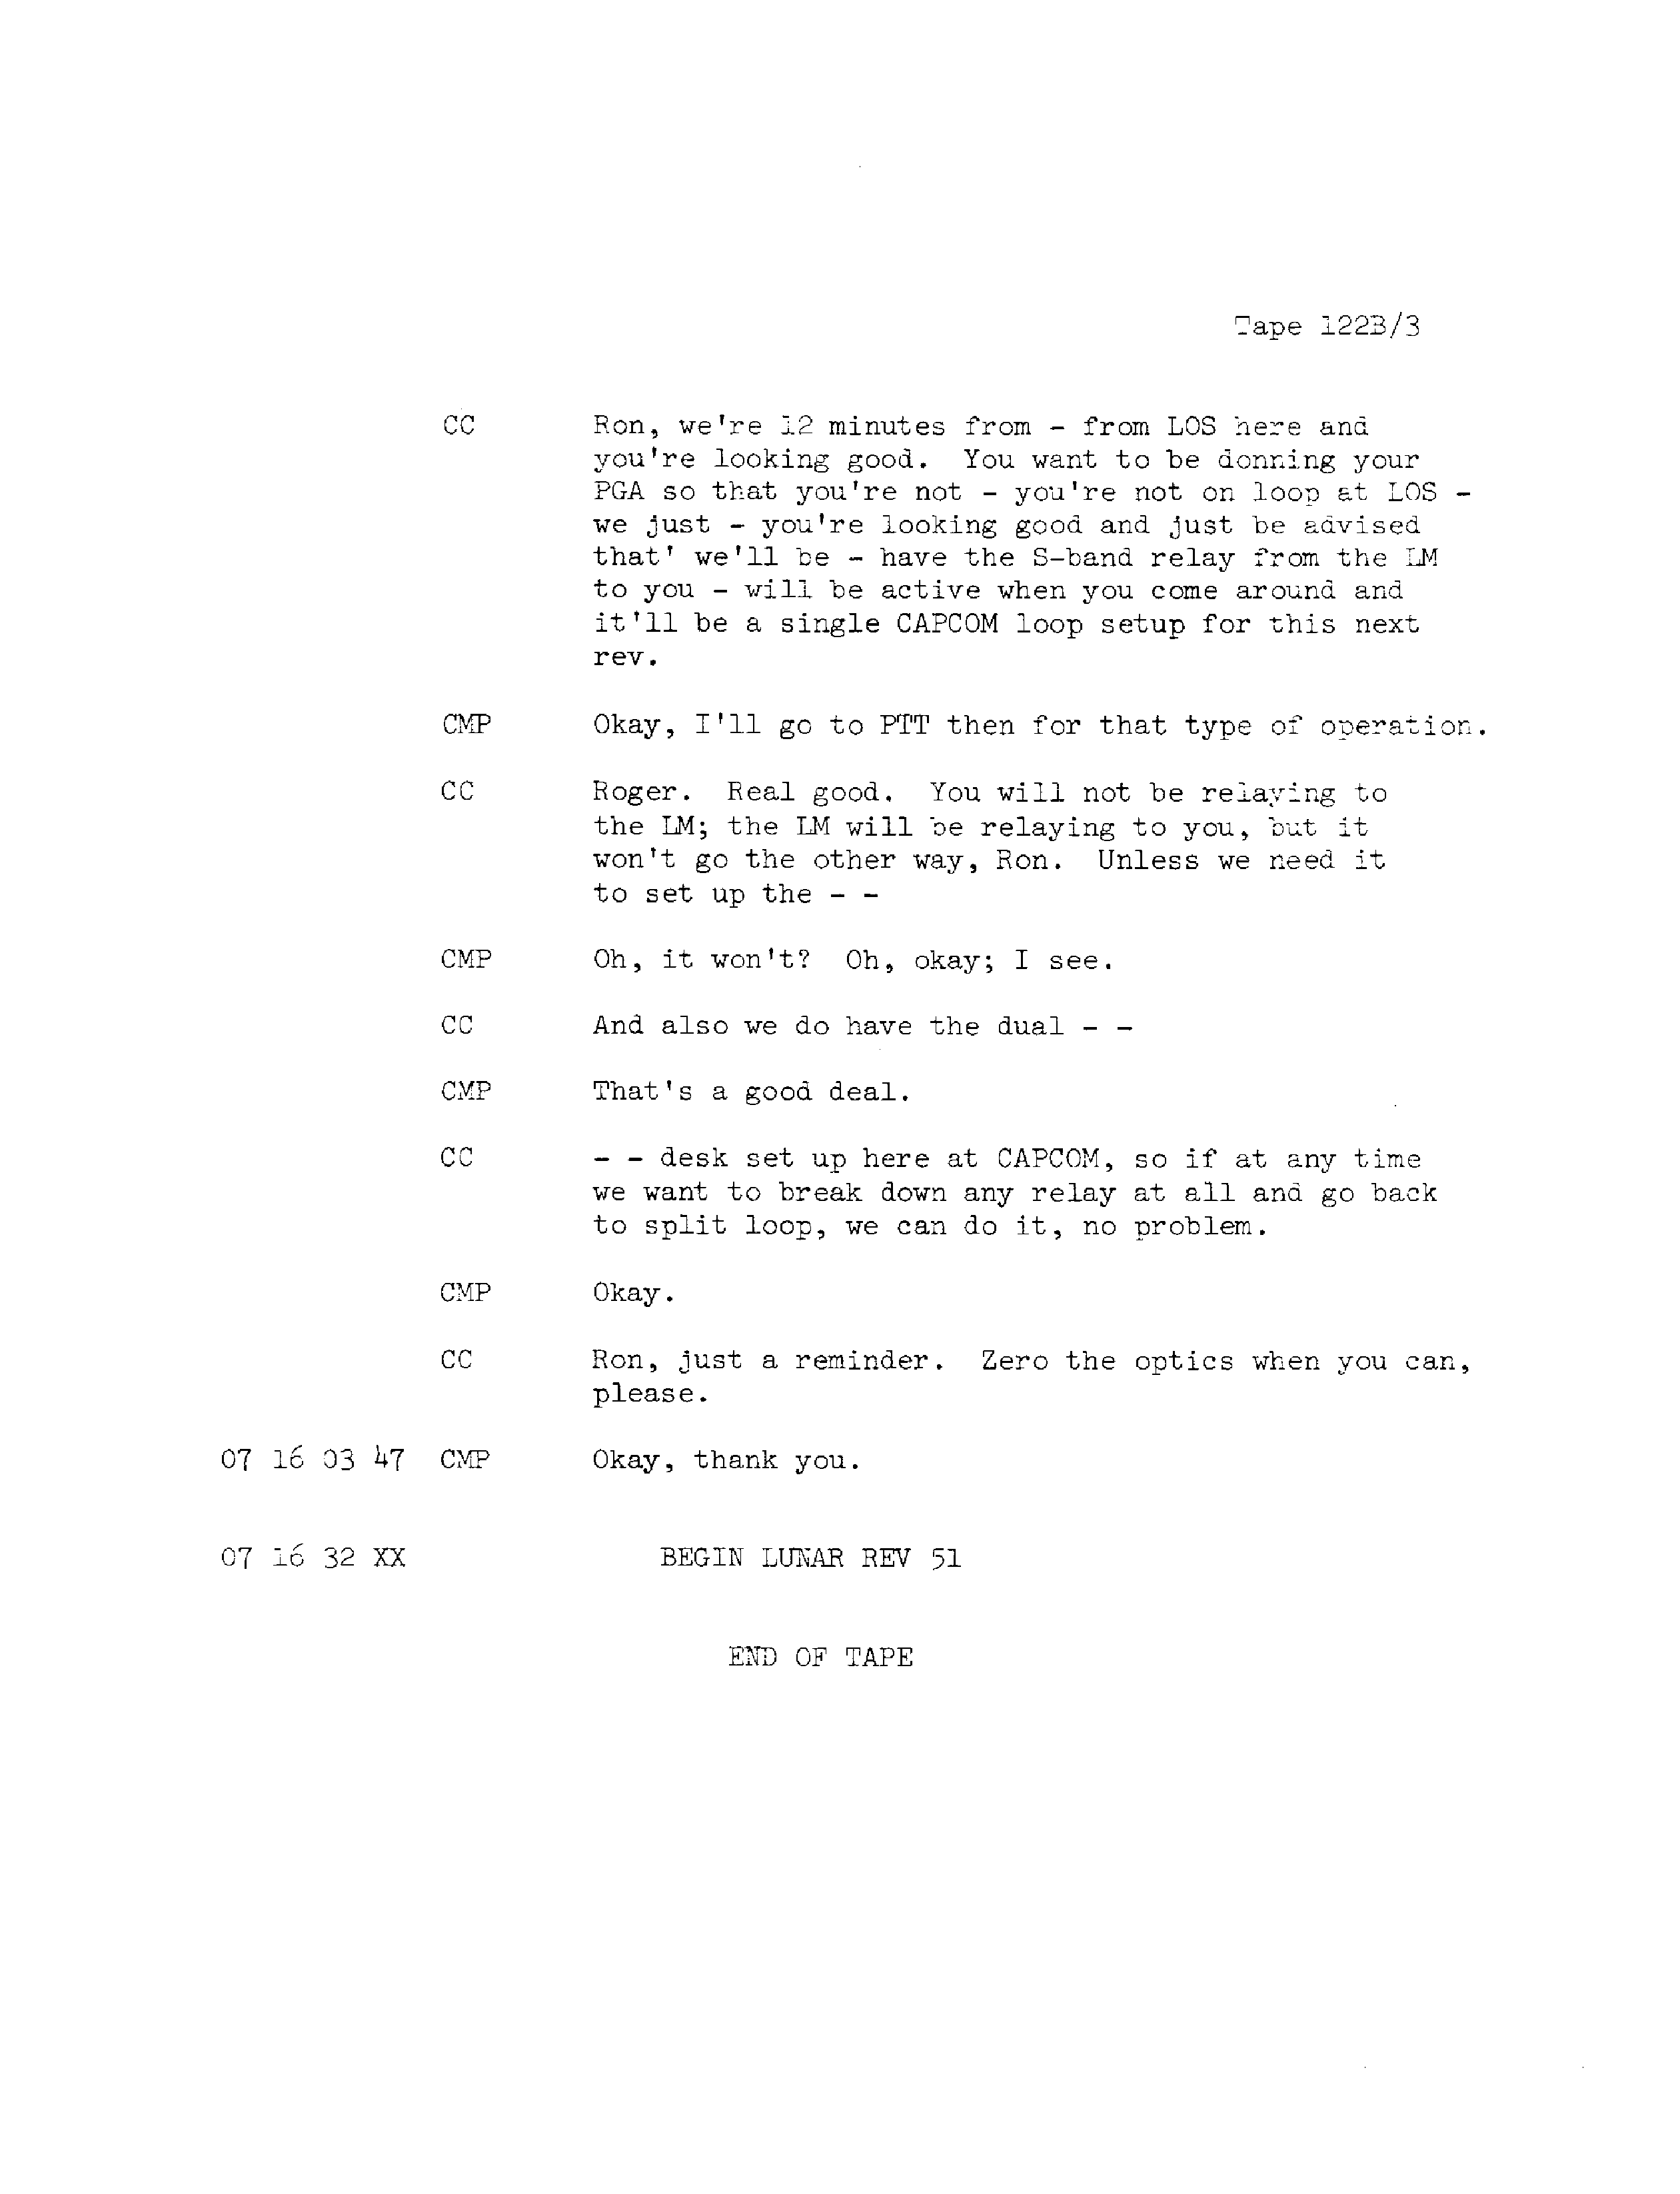 Tape 122B/3
CC Ron, we're 12 minutes from - from LOS here and
you're looking good. You want to be donning your
PGA so that you're not - you're not on loop at LOS -
we just - you're looking good and just be advised
that' we'll be - have the S-band relay from the LM
to you - will be active when you come around and
it'll be a single CAPCOM loop setup for this next
rev.
CMP Okay, I'll go to PTT then for that type of operation.
CC Roger. Real good. You will not be relaying to
the LM; the LM will be relaying to you, but it
won't go the other way, Ron. Unless we need it
to set up the - -
CMP Oh, it won't? Oh, okay; I see.
CC And also we do have the dual - -
CMP That's a good deal.
CC - - desk set up here at CAPCOM, so if at any time
we want to break down any relay at all and go back
to split loop, we can do it, no problem.
CMP Okay.
CC Ron, just a reminder. Zero the optics when you can,
please.
07 16 03 47 CMP Okay, thank you.
07 16 32 XX BEGIN LUNAR REV 51
END OF TAPE